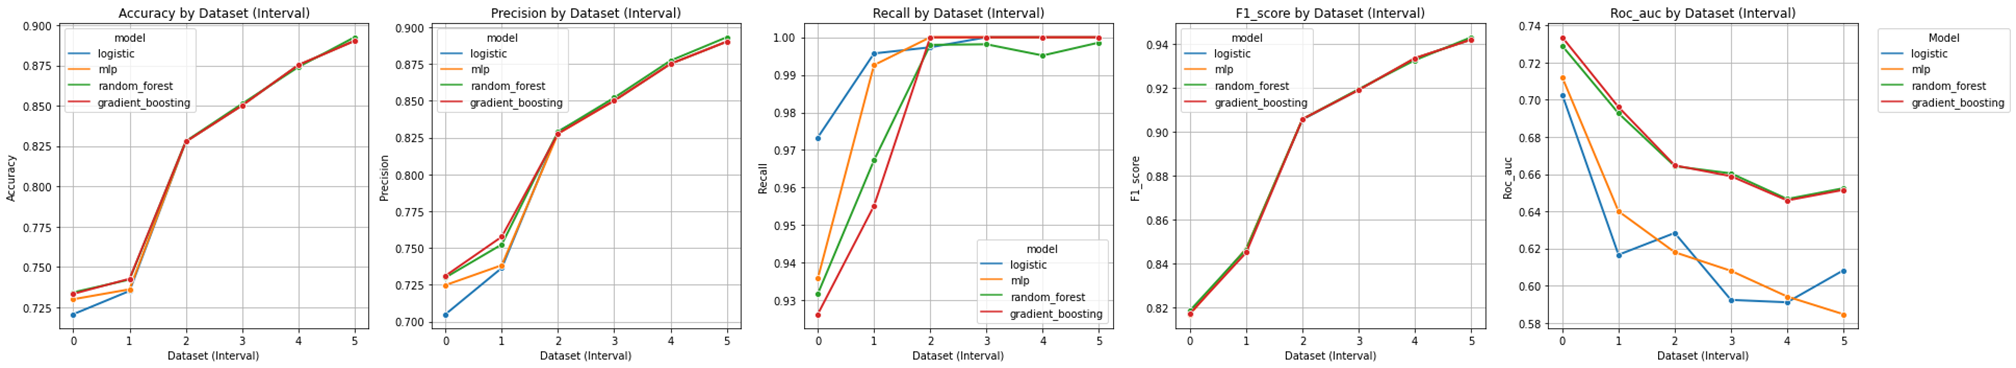 Accuracy by Dataset (Interval)
0.900
0.875
0.850
0.825
0.800
0.775
0.750
0.725
Accuracy
model
logistic
mlp
random_forest
gradient_boosting
0 1 2 3 4 5
Dataset (Interval)
Precision by Dataset (Interval)
0.900
0.875
0.850
0.825
0.800
0.775
0.750
0.725
0.700
Precision
model
logistic
mlp
random_forest
gradient_boosting
0 1 2 3 4 5
Dataset (Interval)
Recall by Dataset (Interval)
1.00
0.99
0.98
0.97
0.96
0.95
0.94
0.93
Recall
model
logistic
mlp
random_forest
gradient_boosting
0 1 2 3 4 5
Dataset (Interval)
F1_score by Dataset (Interval)
0.94
0.92
0.90
0.88
0.86
0.84
0.82
F1_score
model
logistic
mlp
random_forest
gradient_boosting
0 1 2 3 4 5
Dataset (Interval)
Roc_auc by Dataset (Interval)
0.74
0.72
0.70
0.68
0.66
0.64
0.62
0.60
0.58
Roc_auc
0 1 2 3 4 5
Dataset (Interval)
Model
logistic
mlp
random_forest
gradient_boosting